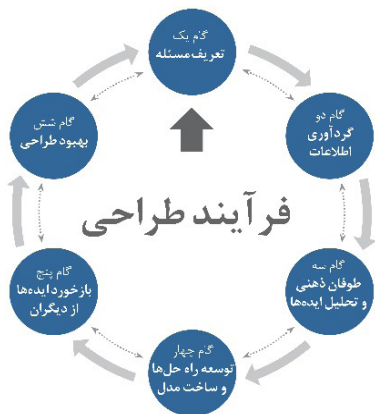 گام یک
تعریف مسئله
گام دو
گردآوری
اطلاعات
گام سه
طوفان ذهنی
و تحلیل ایده‌ها
گام چهار
توسعه راه حل‌ها
و ساخت مدل
گام پنج
بازخورد ایده‌ها
از دیگران
گام شش
بهبود طراحی
فرآیند طراحی